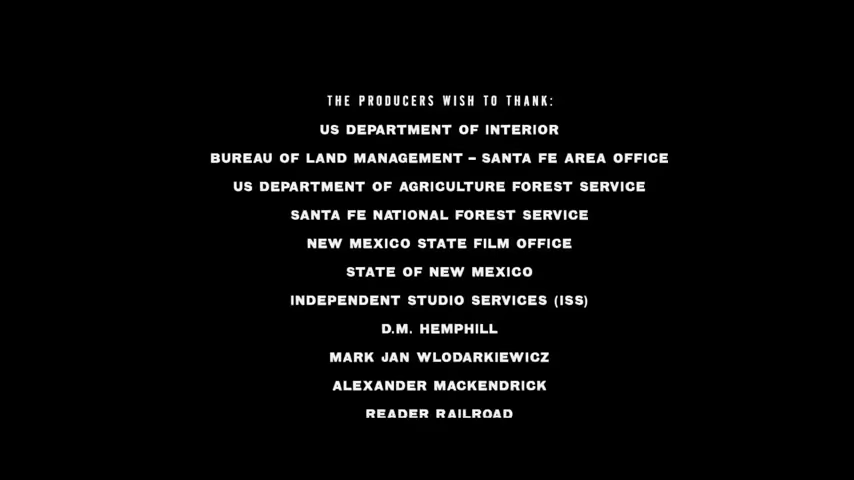 THE PRODUCERS WISH TO THANK:
US DEPARTMENT OF INTERIOR
BUREAU OF LAND MANAGEMENT – SANTA FE AREA OFFICE
US DEPARTMENT OF AGRICULTURE FOREST SERVICE
SANTA FE NATIONAL FOREST SERVICE
NEW MEXICO STATE FILM OFFICE
STATE OF NEW MEXICO
INDEPENDENT STUDIO SERVICES (ISS)
D.M. HEMPHILL
MARK JAN WLODARKIEWICZ
ALEXANDER MACKENDRICK
READER RAILROAD